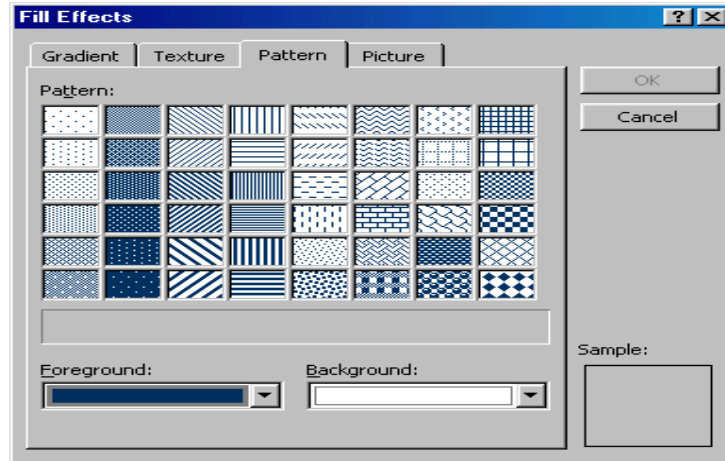 Fill Effects
Gradient Texture Pattern Picture
Pattern:
OK
Cancel
Sample:
Foreground: Background: